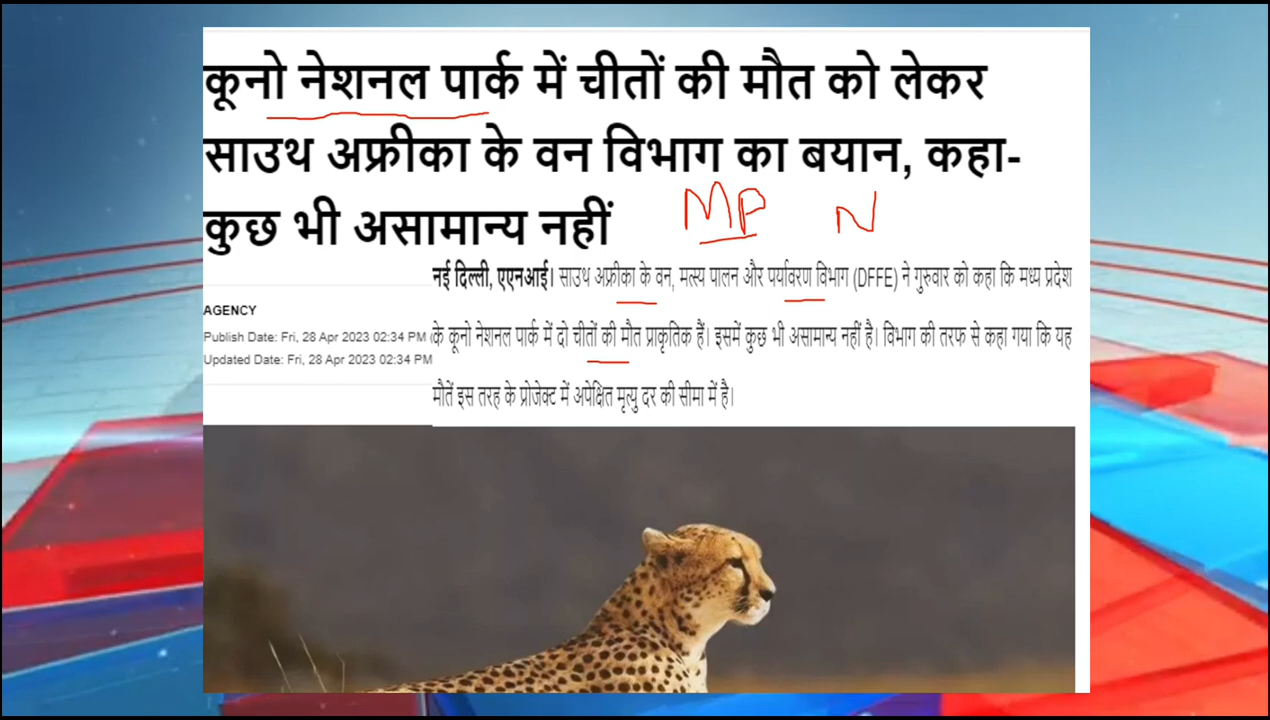 कूनो नेशनल पार्क में चीतों की मौत को लेकर
साउथ अफ्रीका के वन विभाग का बयान, कहा-
कुछ भी असामान्य नहीं
MP N
नई दिल्ली, एएनआई। साउथ अफ्रीका के वन, मत्स्य पालन और पर्यावरण विभाग (DFFE) ने गुरुवार को कहा कि मध्य प्रदेश
के कूनो नेशनल पार्क में दो चीतों की मौत प्राकृतिक हैं। इसमें कुछ भी असामान्य नहीं है। विभाग की तरफ से कहा गया कि यह
मौतें इस तरह के प्रोजेक्ट में अपेक्षित मृत्यु दर की सीमा में है।
AGENCY
Publish Date: Fri, 28 Apr 2023 02:34 PM (
Updated Date: Fri, 28 Apr 2023 02:34 PM